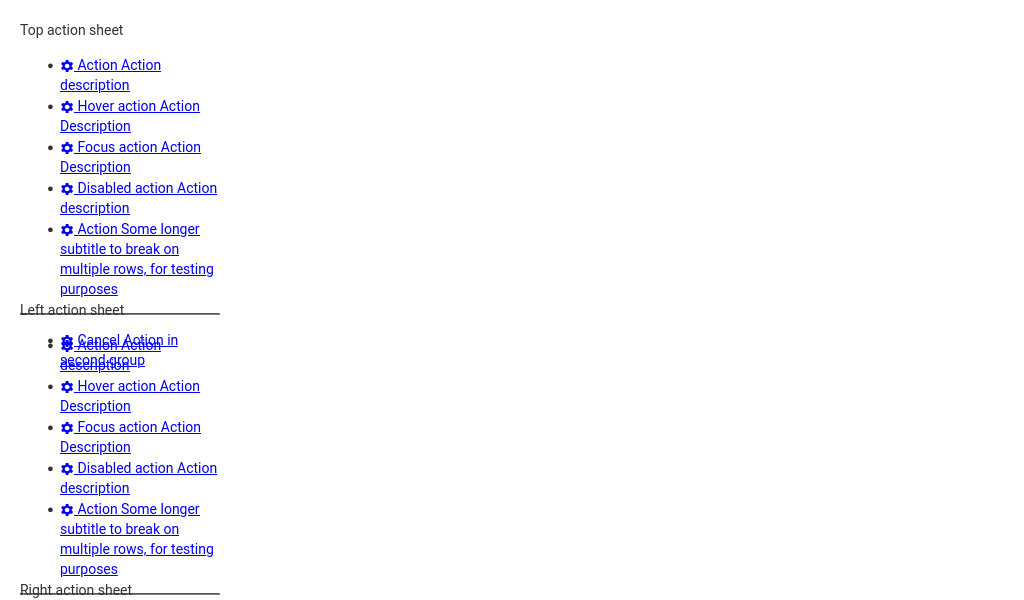 Top action sheet
Action Action
description
Hover action Action
Description
Focus action Action
Description
Disabled action Action
description
Action Some longer
subtitle to break on
multiple rows, for testing
purposes
Left action sheet
Cancel Action in
second group
Action Action
description
Hover action Action
Description
Focus action Action
Description
Disabled action Action
description
Action Some longer
subtitle to break on
multiple rows, for testing
purposes
Right action sheet